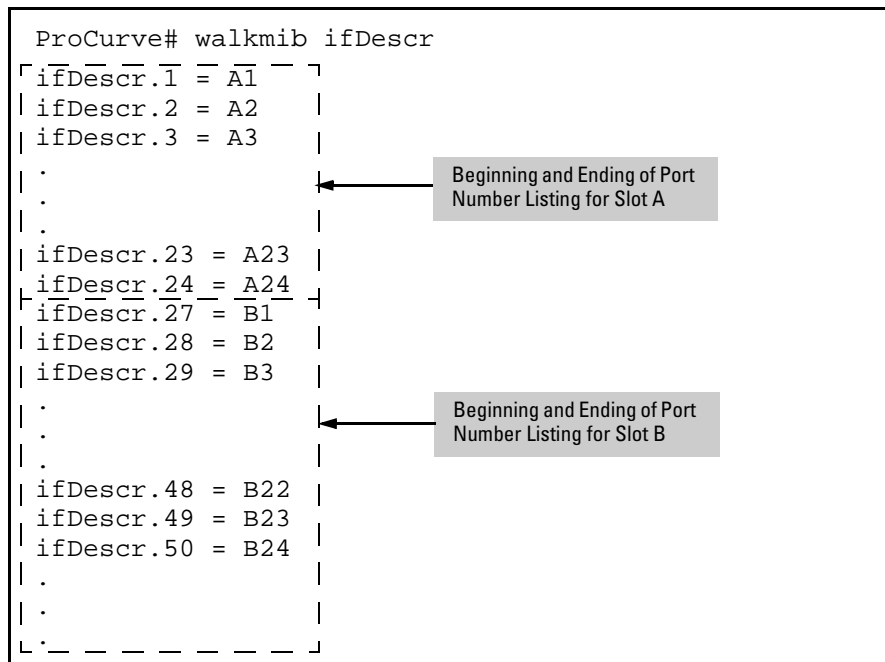 ProCurve# walkmib ifDescr
ifDescr.1 = A1
ifDescr.2 = A2
ifDescr.3 = A3
.
.
.
Beginning and Ending of Port
Number Listing for Slot A
ifDescr.23 = A23
ifDescr.24 = A24
ifDescr.27 = B1
ifDescr.28 = B2
ifDescr.29 = B3
.
.
.
Beginning and Ending of Port
Number Listing for Slot B
ifDescr.48 = B22
ifDescr.49 = B23
ifDescr.50 = B24
.
.
.